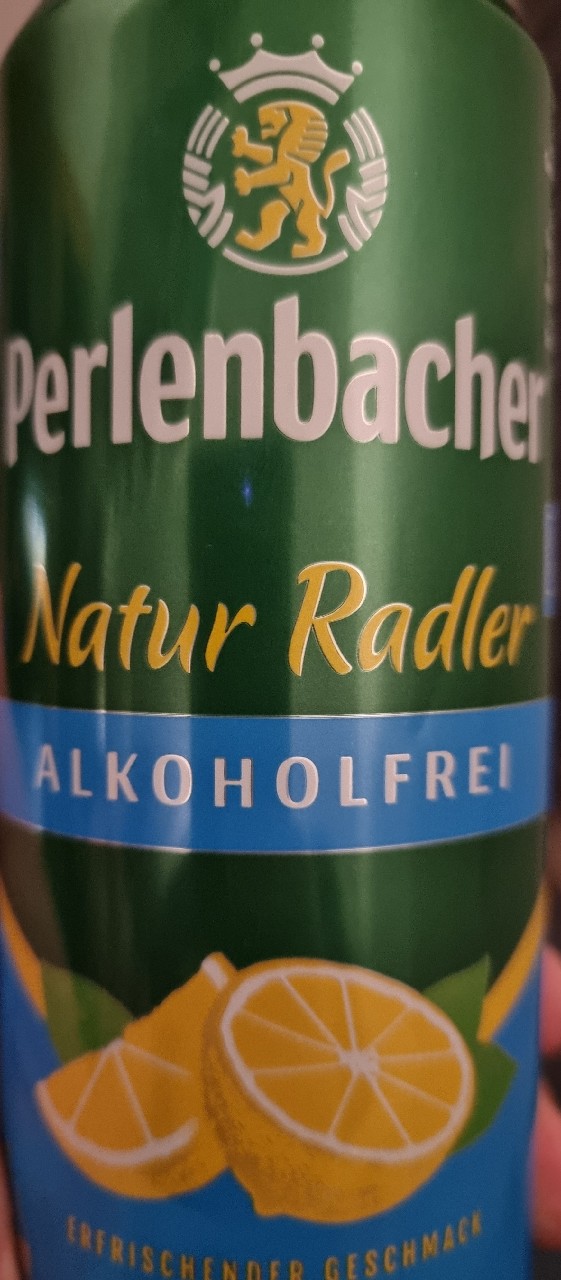 Perlenbacher
Natur Radler
ALKOHOLFREI
ERFRISCHENDER GESCHMACK